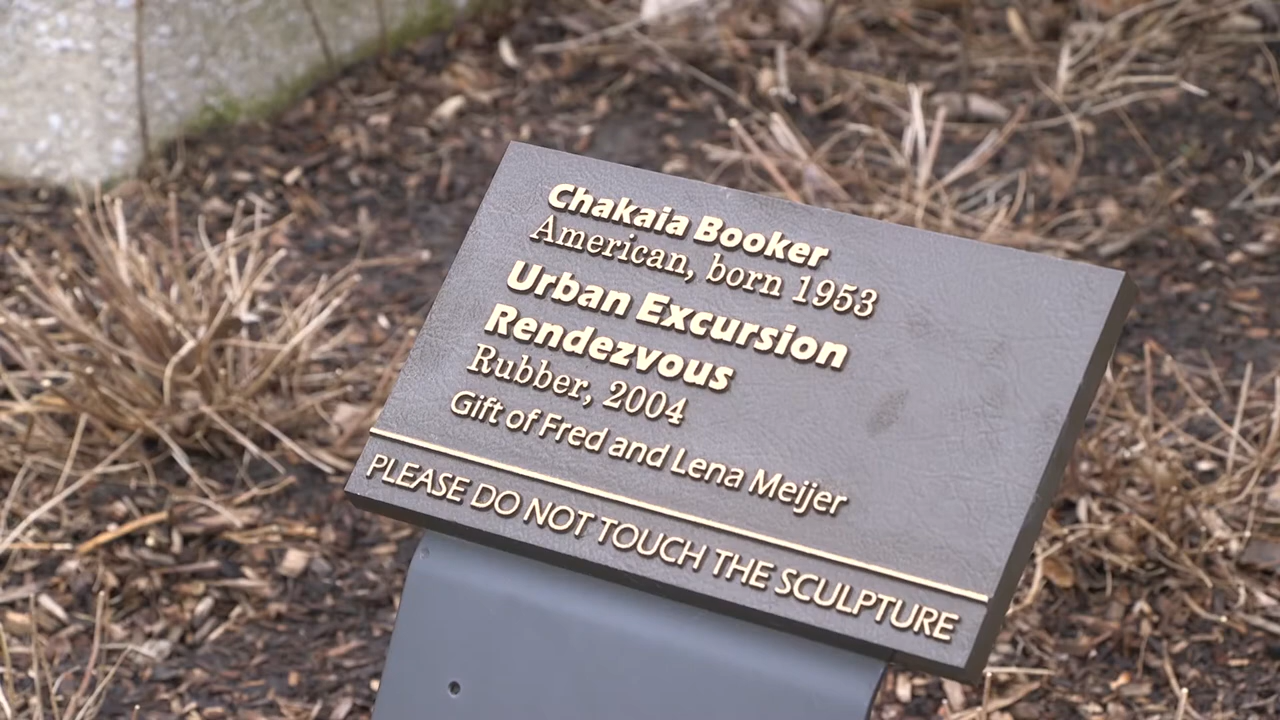 Chakaia Booker
American, born 1953
Urban Excursion
Rendezvous
Rubber, 2004
Gift of Fred and Lena Meijer
PLEASE DO NOT TOUCH THE SCULPTURE